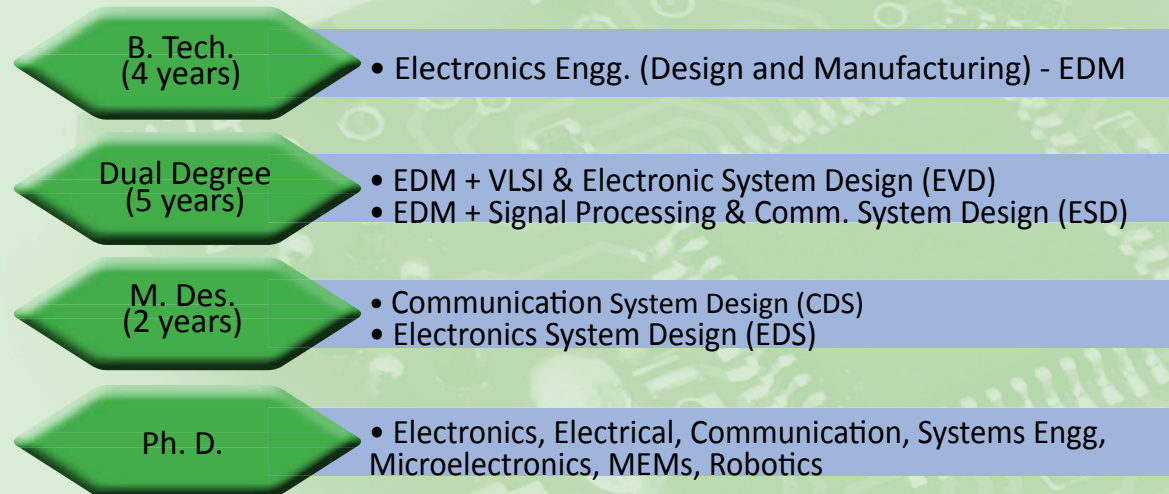 B. Tech.
(4 years)
• Electronics Engg. (Design and Manufacturing) - EDM
Dual Degree
(5 years)
• EDM + VLSI & Electronic System Design (EVD)
• EDM + Signal Processing & Comm. System Design (ESD)
M. Des.
(2 years)
• Communication System Design (CDS)
• Electronics System Design (EDS)
Ph. D.
• Electronics, Electrical, Communication, Systems Engg,
Microelectronics, MEMs, Robotics